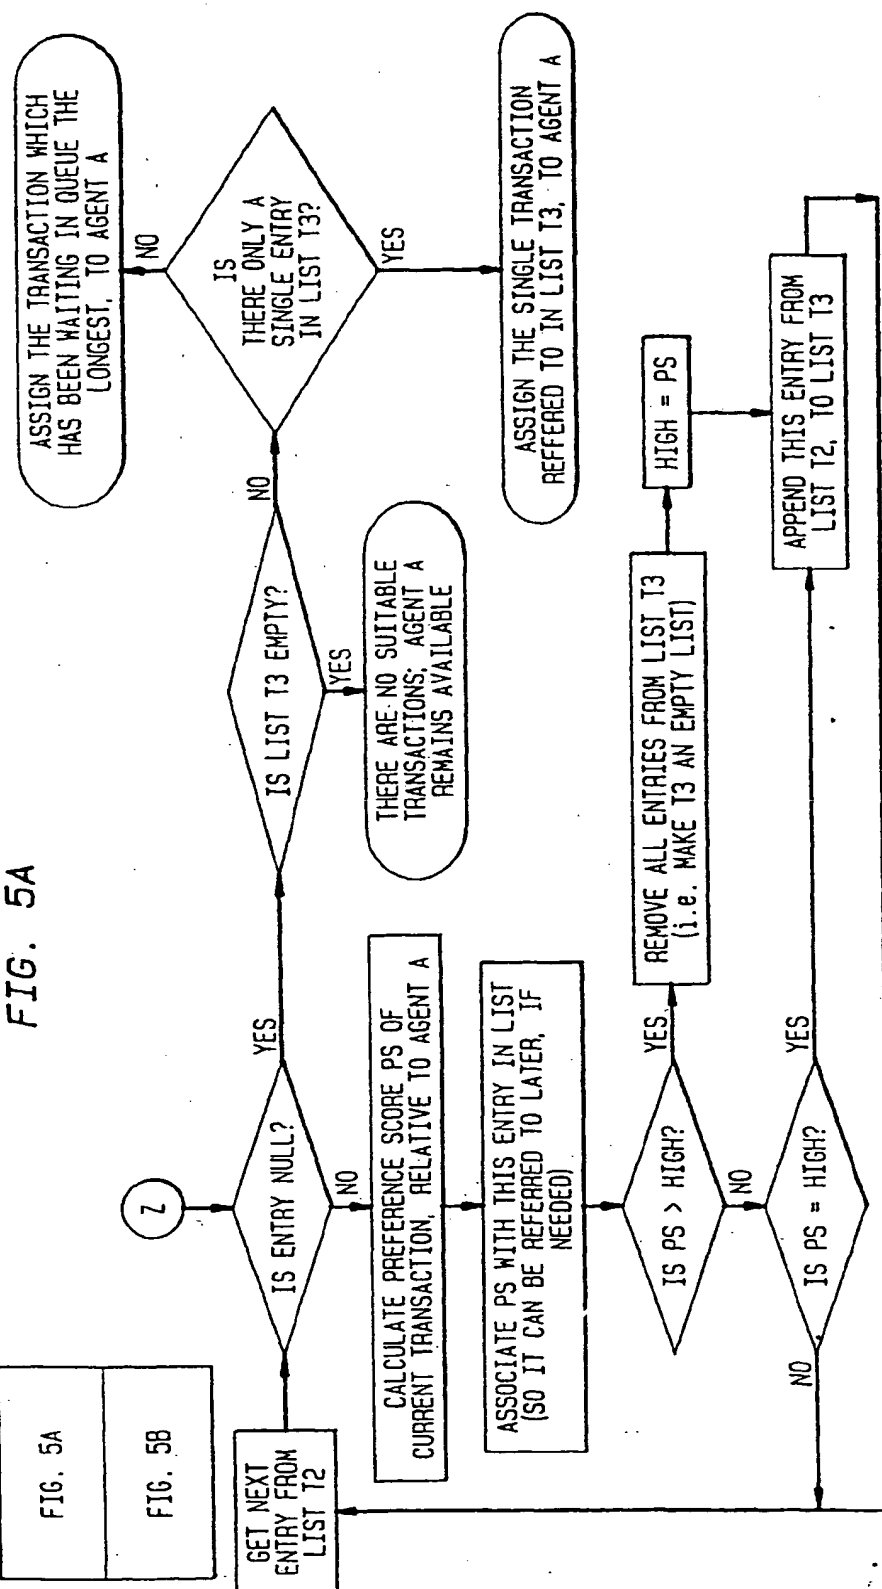 FIG. 5A
FIG. 5A
FIG. 5B
Z
GET NEXT
ENTRY FROM
LIST T2
IS ENTRY NULL?
YES
NO
IS LIST T3 EMPTY?
NO
YES
IS
THERE ONLY A
SINGLE ENTRY
IN LIST T3?
NO
YES
ASSIGN THE TRANSACTION WHICH
HAS BEEN WAITING IN QUEUE THE
LONGEST, TO AGENT A
THERE ARE NO SUITABLE
TRANSACTIONS; AGENT A
REMAINS AVAILABLE
ASSIGN THE SINGLE TRANSACTION
REFFERED TO IN LIST T3, TO AGENT A
CALCULATE PREFERENCE SCORE PS OF
CURRENT TRANSACTION, RELATIVE TO AGENT A
ASSOCIATE PS WITH THIS ENTRY IN LIST
(SO IT CAN BE REFERRED TO LATER, IF
NEEDED)
IS PS > HIGH?
YES
NO
REMOVE ALL ENTRIES FROM LIST T3
(i.e. MAKE T3 AN EMPTY LIST)
HIGH = PS
IS PS = HIGH?
YES
NO
APPEND THIS ENTRY FROM
LIST T2, TO LIST T3